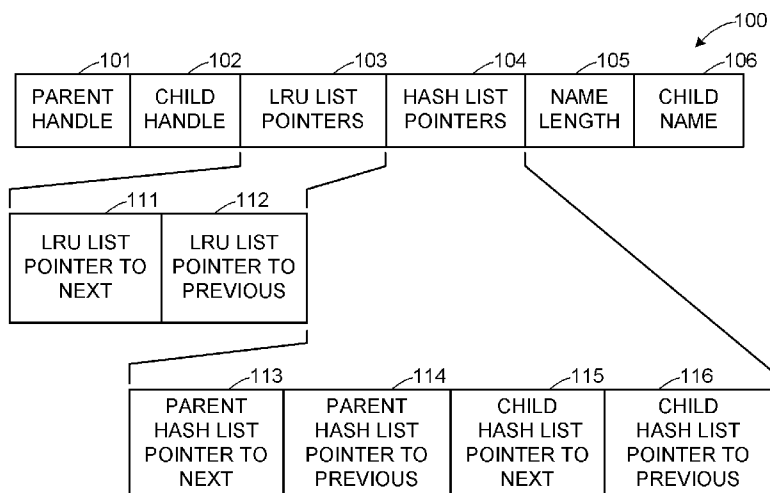 100
101
102
103
104
105
106
PARENT
HANDLE
CHILD
HANDLE
LRU LIST
POINTERS
HASH LIST
POINTERS
NAME
LENGTH
CHILD
NAME
111
112
LRU LIST
POINTER TO
NEXT
LRU LIST
POINTER TO
PREVIOUS
113
114
115
116
PARENT
HASH LIST
POINTER TO
NEXT
PARENT
HASH LIST
POINTER TO
PREVIOUS
CHILD
HASH LIST
POINTER TO
NEXT
CHILD
HASH LIST
POINTER TO
PREVIOUS